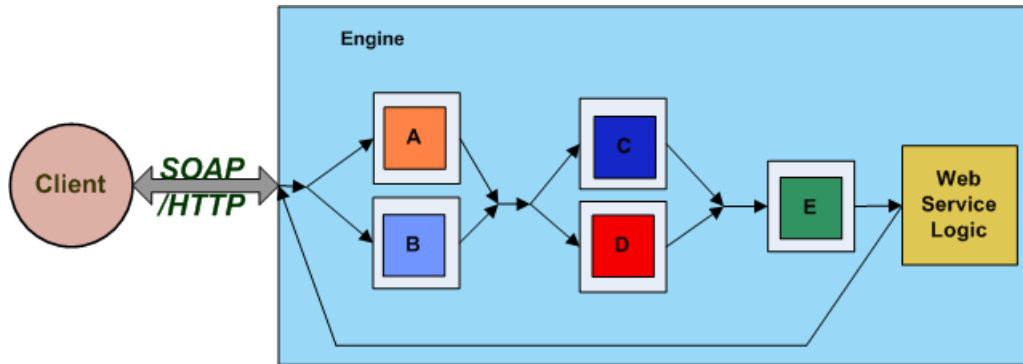 Engine
Client
SOAP
/HTTP
A
B
C
D
E
Web
Service
Logic